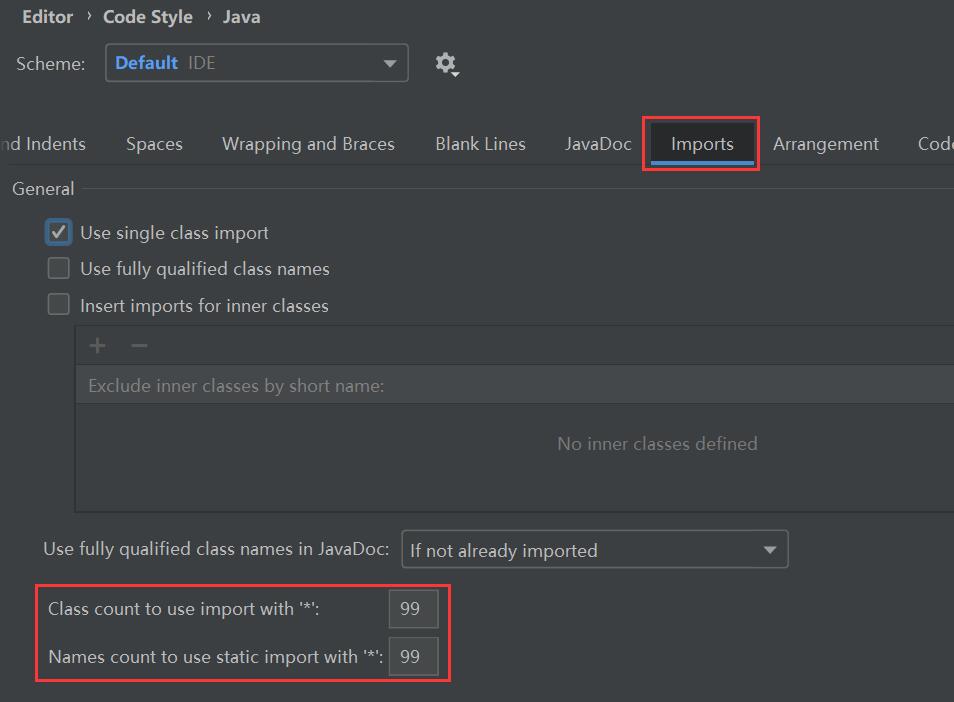 Editor › Code Style › Java
Scheme: Default IDE
nd Indents Spaces Wrapping and Braces Blank Lines JavaDoc Imports Arrangement Code
General
Use single class import
Use fully qualified class names
Insert imports for inner classes
Exclude inner classes by short name:
No inner classes defined
Use fully qualified class names in JavaDoc: If not already imported
Class count to use import with '*': 99
Names count to use static import with '*': 99